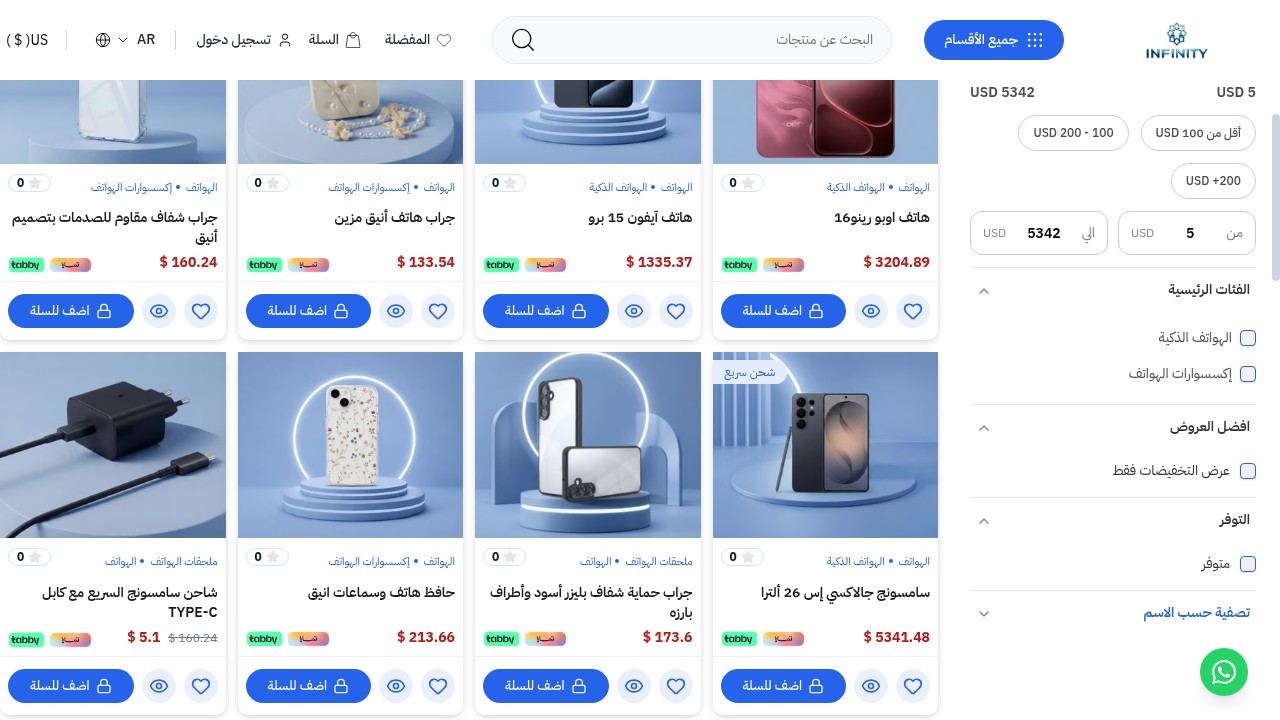 INFINITY
جميع الأقسام
البحث عن منتجات
المفضلة
السلة
تسجيل دخول
AR
( $ )US
5 USD
5342 USD
أقل من 100 USD
100 - 200 USD
200+ USD
من 5 USD
الي 5342 USD
الفئات الرئيسية
الهواتف الذكية
إكسسوارات الهواتف
افضل العروض
عرض التخفيضات فقط
التوفر
متوفر
تصفية حسب الاسم
الهواتف • الهواتف الذكية
0
هاتف اوبو رينو16
3204.89 $
تمارا tabby
اضف للسلة
الهواتف • الهواتف الذكية
0
هاتف آيفون 15 برو
1335.37 $
تمارا tabby
اضف للسلة
الهواتف • إكسسوارات الهواتف
0
جراب هاتف أنيق مزين
133.54 $
تمارا tabby
اضف للسلة
الهواتف • إكسسوارات الهواتف
0
جراب شفاف مقاوم للصدمات بتصميم
أنيق
160.24 $
تمارا tabby
اضف للسلة
شحن سريع
الهواتف • الهواتف الذكية
0
سامسونج جالاكسي إس 26 ألترا
5341.48 $
تمارا tabby
اضف للسلة
ملحقات الهواتف • الهواتف
0
جراب حماية شفاف بليزر أسود وأطراف
بارزه
173.6 $
تمارا tabby
اضف للسلة
الهواتف • إكسسوارات الهواتف
0
حافظ هاتف وسماعات انيق
213.66 $
تمارا tabby
اضف للسلة
ملحقات الهواتف • الهواتف
0
شاحن سامسونج السريع مع كابل
TYPE-C
160.24 $ 5.1 $
تمارا tabby
اضف للسلة